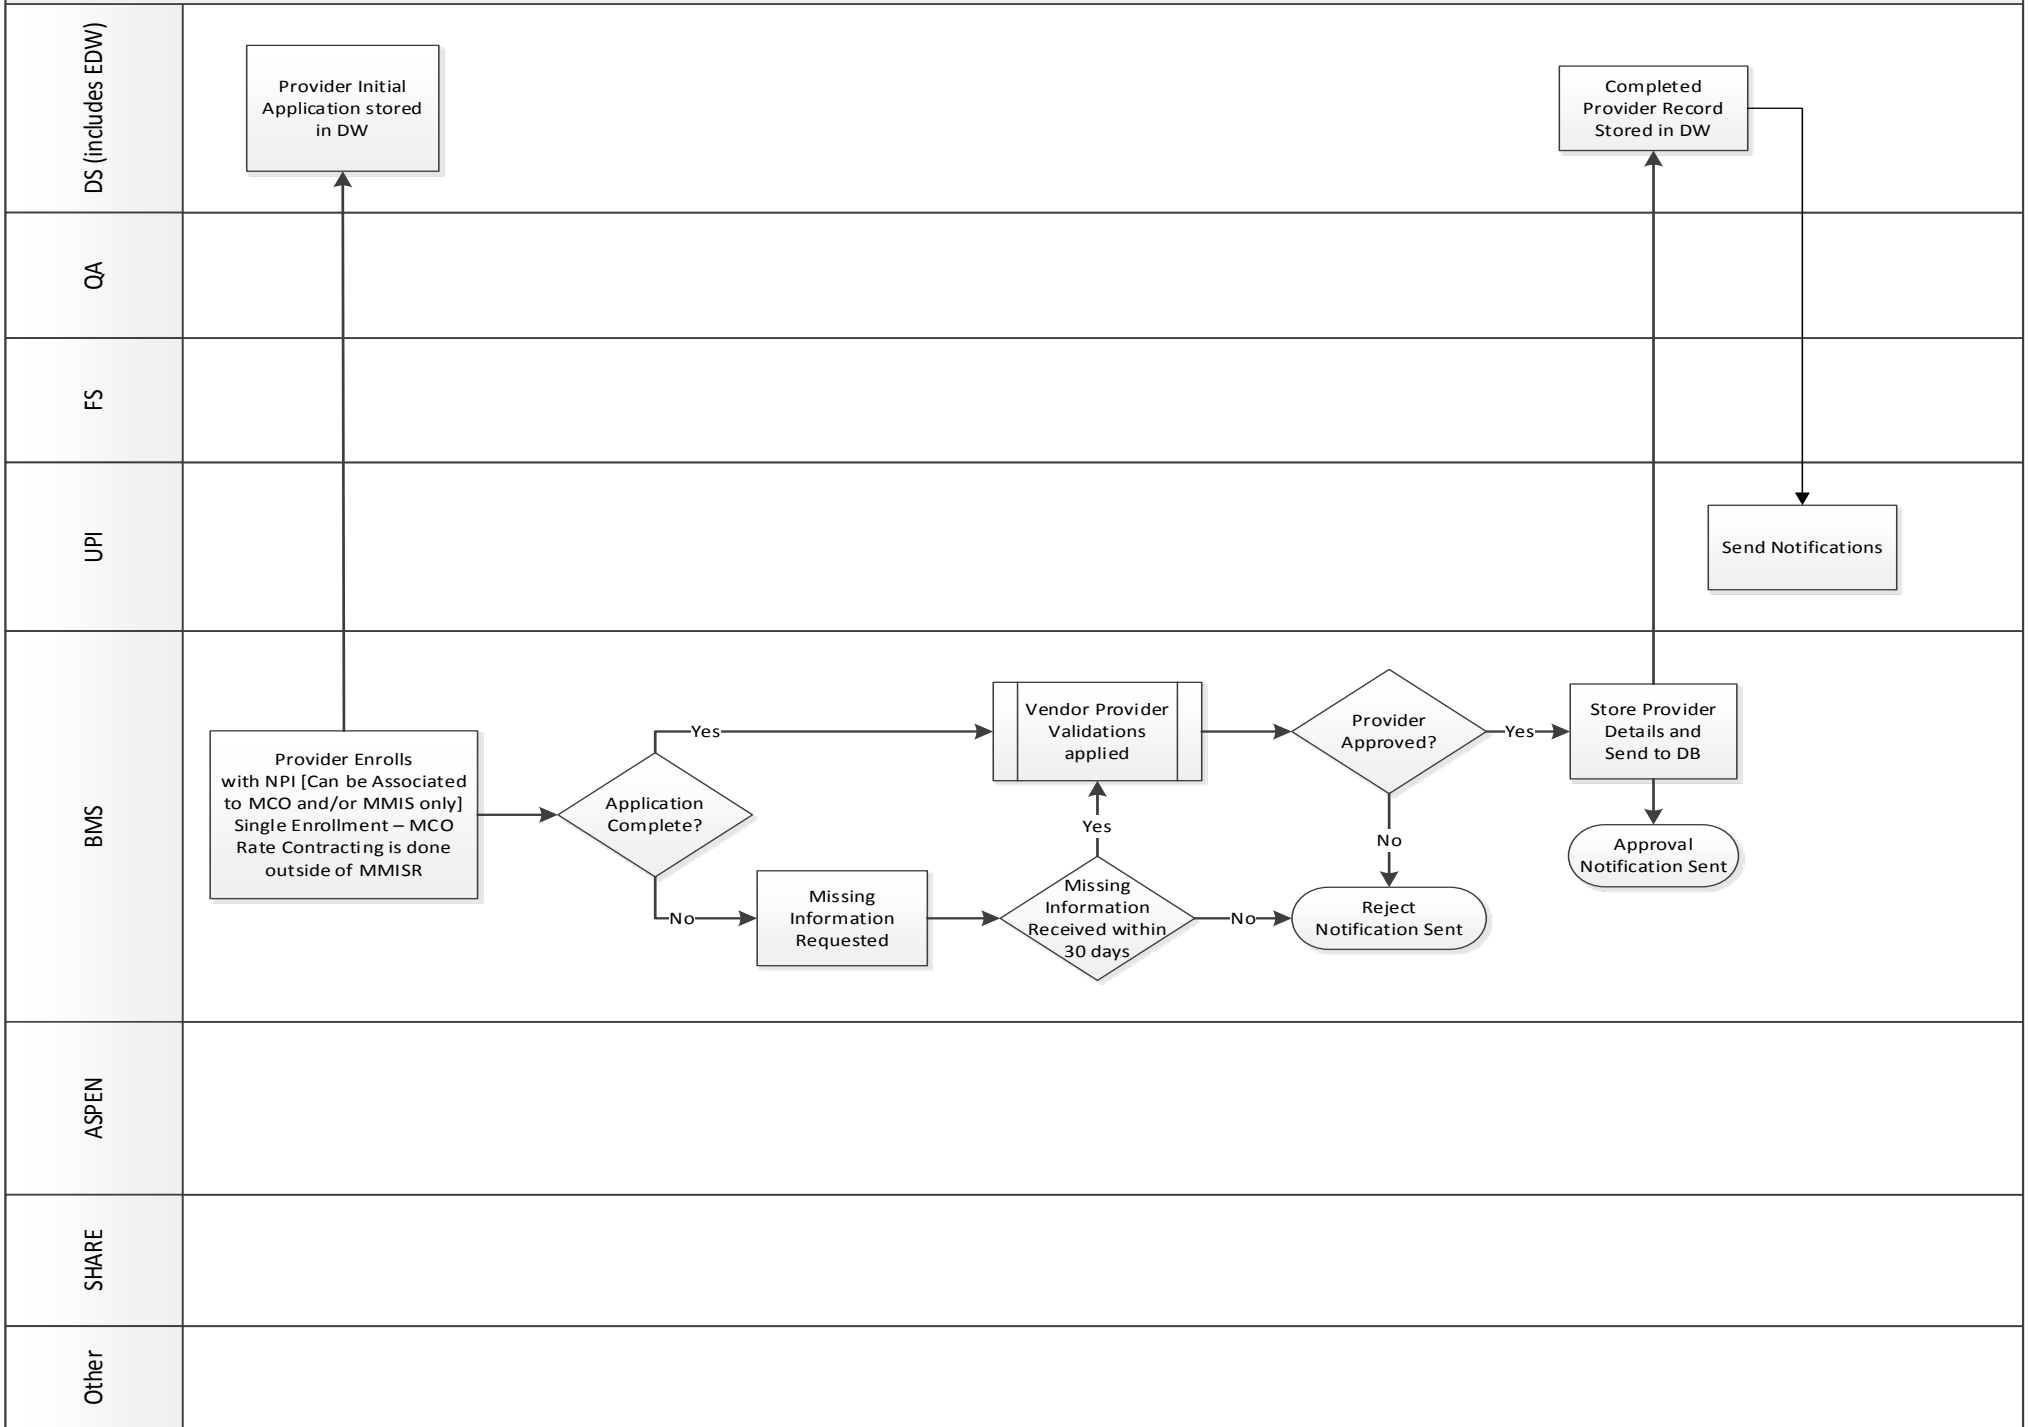 DS (includes EDW)
Provider Initial
Application stored
in DW
Completed
Provider Record
Stored in DW
QA
FS
UPI
Send Notifications
BMS
Provider Enrolls
with NPI [Can be Associated
to MCO and/or MMIS only]
Single Enrollment – MCO
Rate Contracting is done
outside of MMISR
Application
Complete?
Yes
No
Missing
Information
Requested
Missing
Information
Received within
30 days
Yes
No
Vendor Provider
Validations
applied
Provider
Approved?
Yes
No
Reject
Notification Sent
Store Provider
Details and
Send to DB
Approval
Notification Sent
ASPEN
SHARE
Other